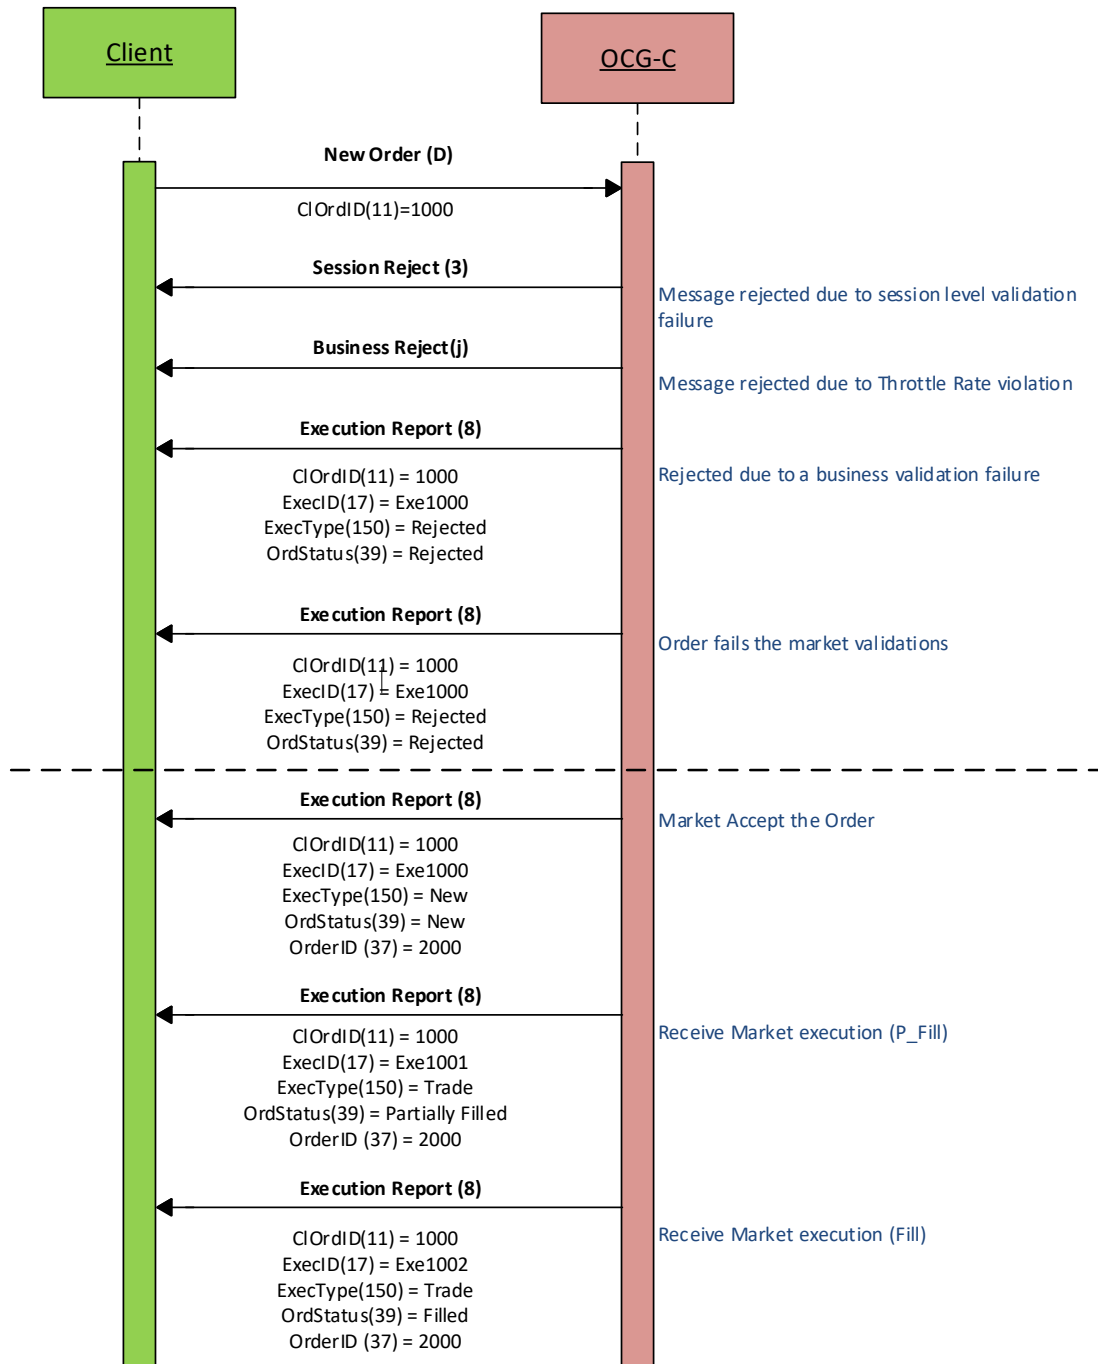 Client
OCG-C
New Order (D)
ClOrdID(11)=1000
Session Reject (3)
Message rejected due to session level validation
failure
Business Reject(j)
Message rejected due to Throttle Rate violation
Execution Report (8)
ClOrdID(11) = 1000
ExecID(17) = Exe1000
ExecType(150) = Rejected
OrdStatus(39) = Rejected
Rejected due to a business validation failure
Execution Report (8)
Order fails the market validations
ClOrdID(11) = 1000
ExecID(17) = Exe1000
ExecType(150) = Rejected
OrdStatus(39) = Rejected
Execution Report (8)
Market Accept the Order
ClOrdID(11) = 1000
ExecID(17) = Exe1000
ExecType(150) = New
OrdStatus(39) = New
OrderID (37) = 2000
Execution Report (8)
Receive Market execution (P_Fill)
ClOrdID(11) = 1000
ExecID(17) = Exe1001
ExecType(150) = Trade
OrdStatus(39) = Partially Filled
OrderID (37) = 2000
Execution Report (8)
Receive Market execution (Fill)
ClOrdID(11) = 1000
ExecID(17) = Exe1002
ExecType(150) = Trade
OrdStatus(39) = Filled
OrderID (37) = 2000